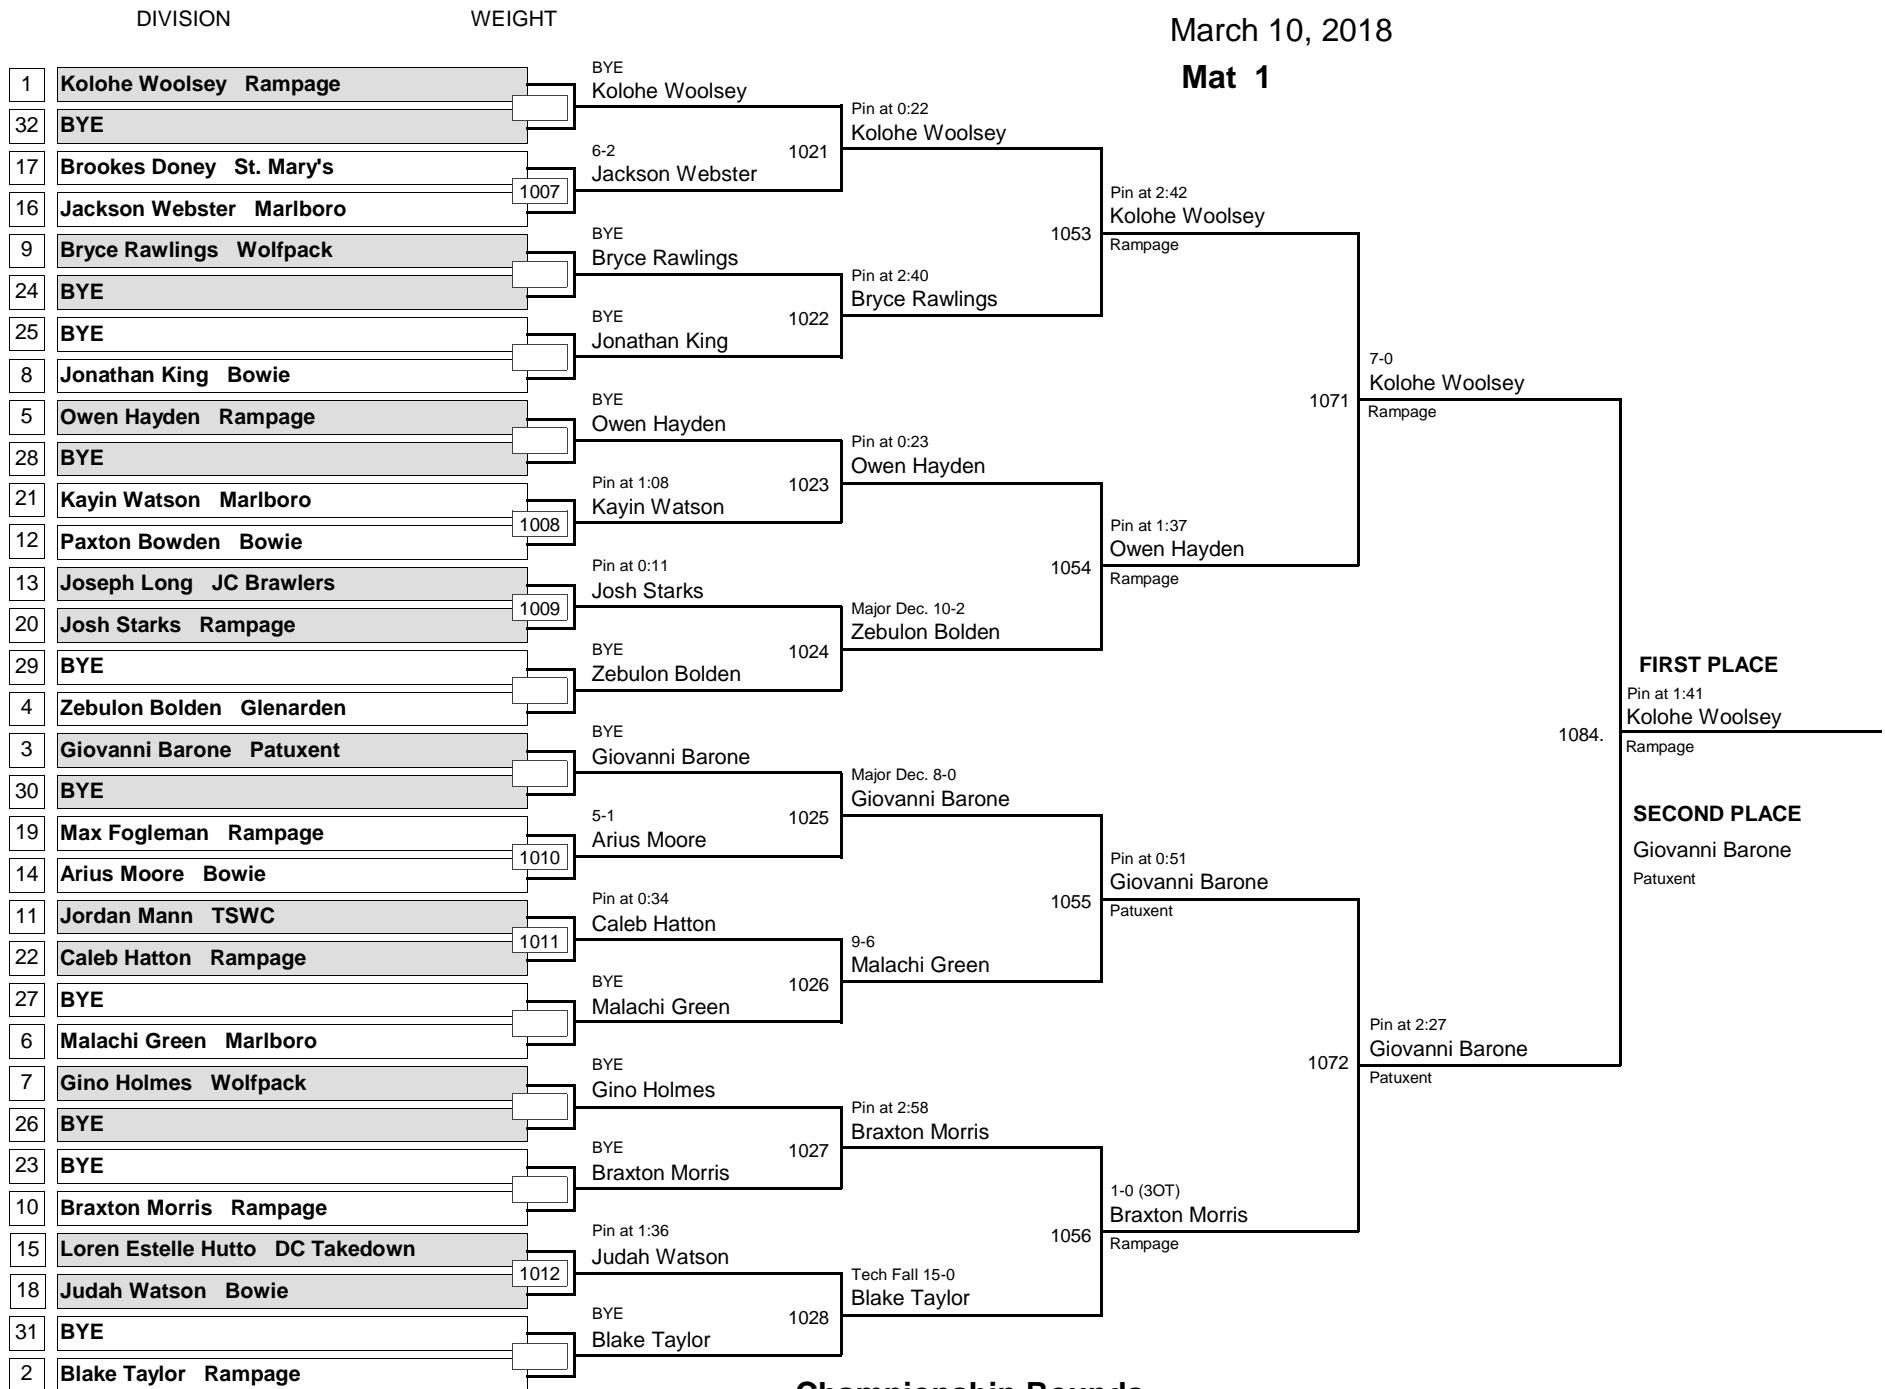 DIVISION WEIGHT
March 10, 2018
Mat 1
1 Kolohe Woolsey Rampage
32 BYE
17 Brookes Doney St. Mary's
16 Jackson Webster Marlboro
9 Bryce Rawlings Wolfpack
24 BYE
25 BYE
8 Jonathan King Bowie
5 Owen Hayden Rampage
28 BYE
21 Kayin Watson Marlboro
12 Paxton Bowden Bowie
13 Joseph Long JC Brawlers
20 Josh Starks Rampage
29 BYE
4 Zebulon Bolden Glenarden
3 Giovanni Barone Patuxent
30 BYE
19 Max Fogleman Rampage
14 Arius Moore Bowie
11 Jordan Mann TSWC
22 Caleb Hatton Rampage
27 BYE
6 Malachi Green Marlboro
7 Gino Holmes Wolfpack
26 BYE
23 BYE
10 Braxton Morris Rampage
15 Loren Estelle Hutto DC Takedown
18 Judah Watson Bowie
31 BYE
2 Blake Taylor Rampage
1007
1008
1009
1010
1011
1012
BYE
Kolohe Woolsey
6-2
Jackson Webster
BYE
Bryce Rawlings
BYE
Jonathan King
BYE
Owen Hayden
Pin at 1:08
Kayin Watson
Pin at 0:11
Josh Starks
BYE
Zebulon Bolden
BYE
Giovanni Barone
5-1
Arius Moore
Pin at 0:34
Caleb Hatton
BYE
Malachi Green
BYE
Gino Holmes
BYE
Braxton Morris
Pin at 1:36
Judah Watson
BYE
Blake Taylor
1021
1022
1023
1024
1025
1026
1027
1028
Pin at 0:22
Kolohe Woolsey
Pin at 2:40
Bryce Rawlings
Pin at 0:23
Owen Hayden
Major Dec. 10-2
Zebulon Bolden
Major Dec. 8-0
Giovanni Barone
9-6
Malachi Green
Pin at 2:58
Braxton Morris
Tech Fall 15-0
Blake Taylor
1053
1054
1055
1056
Pin at 2:42
Kolohe Woolsey
Rampage
Pin at 1:37
Owen Hayden
Rampage
Pin at 0:51
Giovanni Barone
Patuxent
1-0 (3OT)
Braxton Morris
Rampage
1071
1072
7-0
Kolohe Woolsey
Rampage
Pin at 2:27
Giovanni Barone
Patuxent
1084.
FIRST PLACE
Pin at 1:41
Kolohe Woolsey
Rampage
SECOND PLACE
Giovanni Barone
Patuxent
Championship Rounds